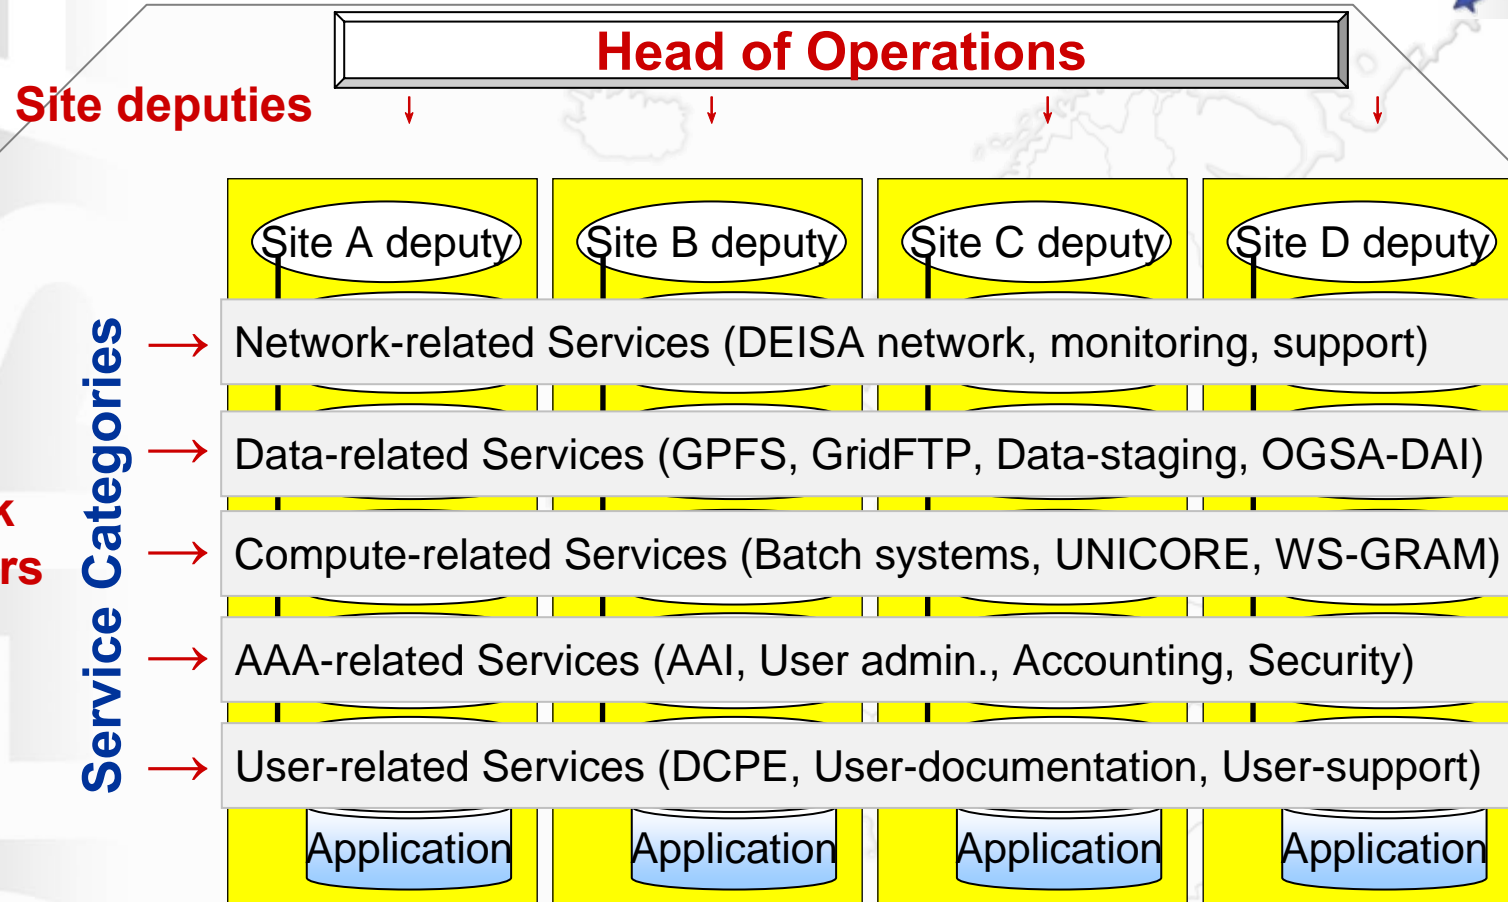 Head of Operations
Site deputies
Site A deputy
Site B deputy
Site C deputy
Site D deputy
Service Categories
Network-related Services (DEISA network, monitoring, support)
Data-related Services (GPFS, GridFTP, Data-staging, OGSA-DAI)
Compute-related Services (Batch systems, UNICORE, WS-GRAM)
AAA-related Services (AAI, User admin., Accounting, Security)
User-related Services (DCPE, User-documentation, User-support)
Application
Application
Application
Application